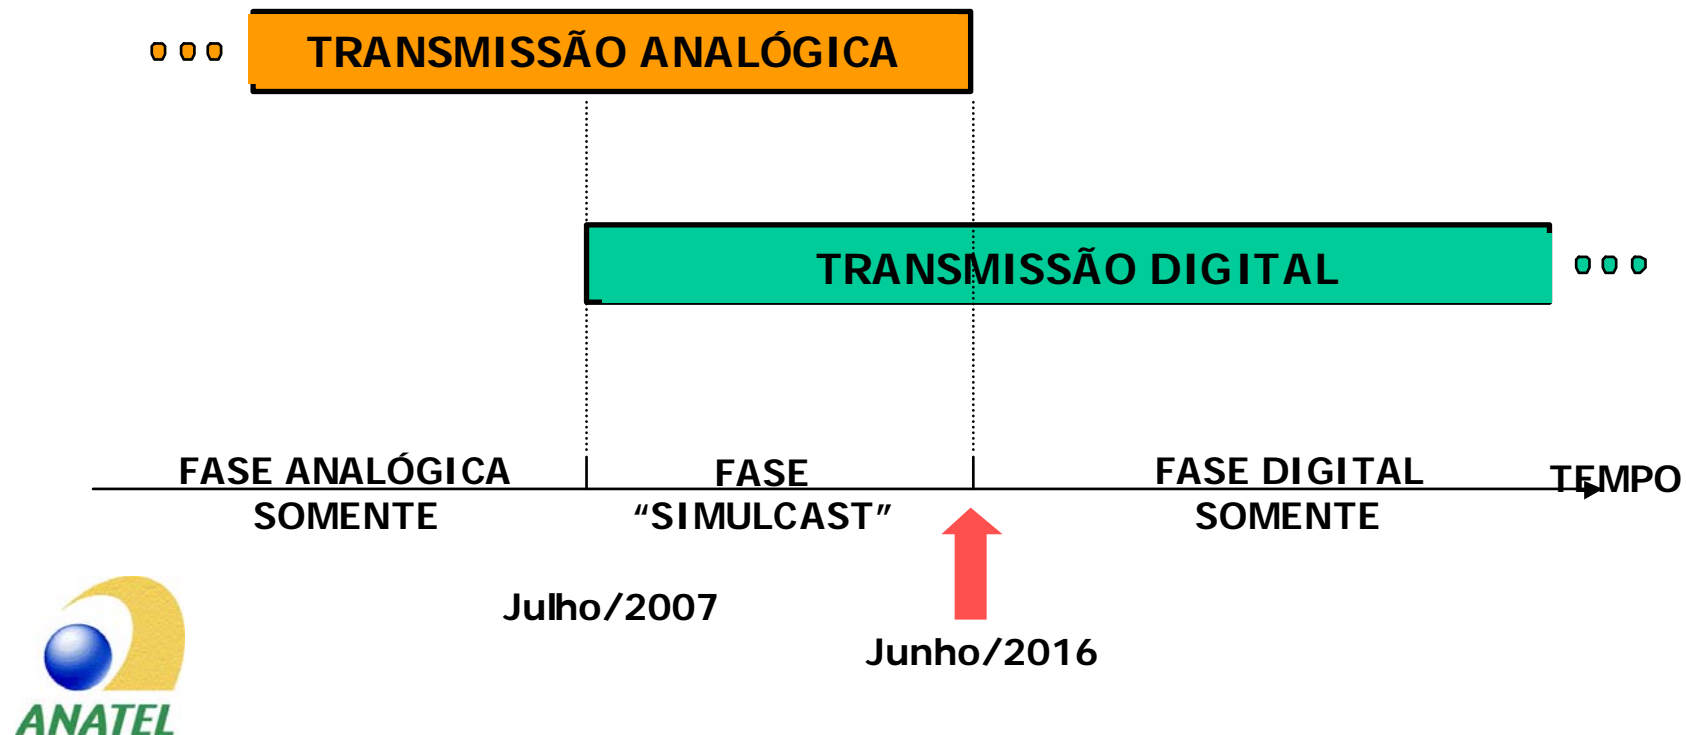 TRANSMISSÃO ANALÓGICA
TRANSMISSÃO DIGITAL
FASE ANALÓGICA
SOMENTE
FASE
“SIMULCAST”
FASE DIGITAL
SOMENTE
TEMPO
Julho/2007
Junho/2016
ANATEL